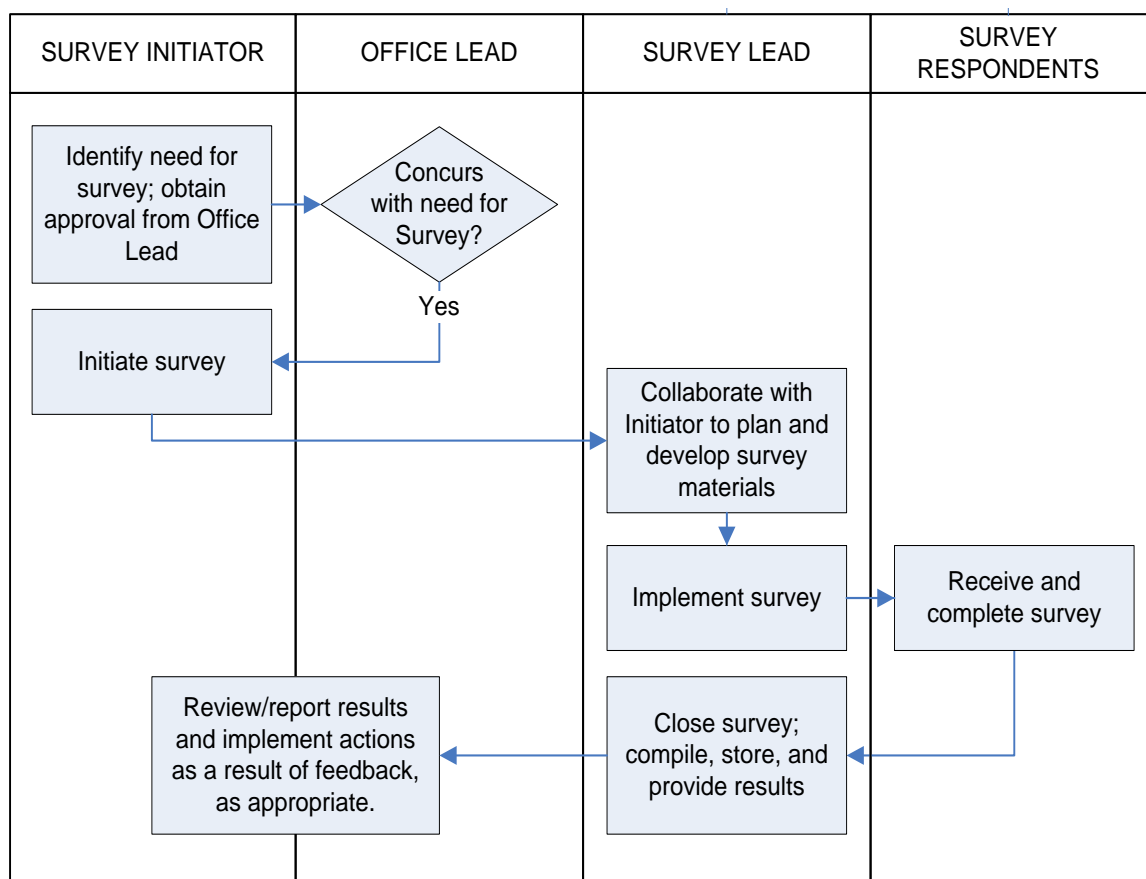 SURVEY INITIATOR
OFFICE LEAD
SURVEY LEAD
SURVEY
RESPONDENTS
Identify need for
survey; obtain
approval from Office
Lead
Concurs
with need for
Survey?
Yes
Initiate survey
Collaborate with
Initiator to plan and
develop survey
materials
Implement survey
Receive and
complete survey
Close survey;
compile, store, and
provide results
Review/report results
and implement actions
as a result of feedback,
as appropriate.